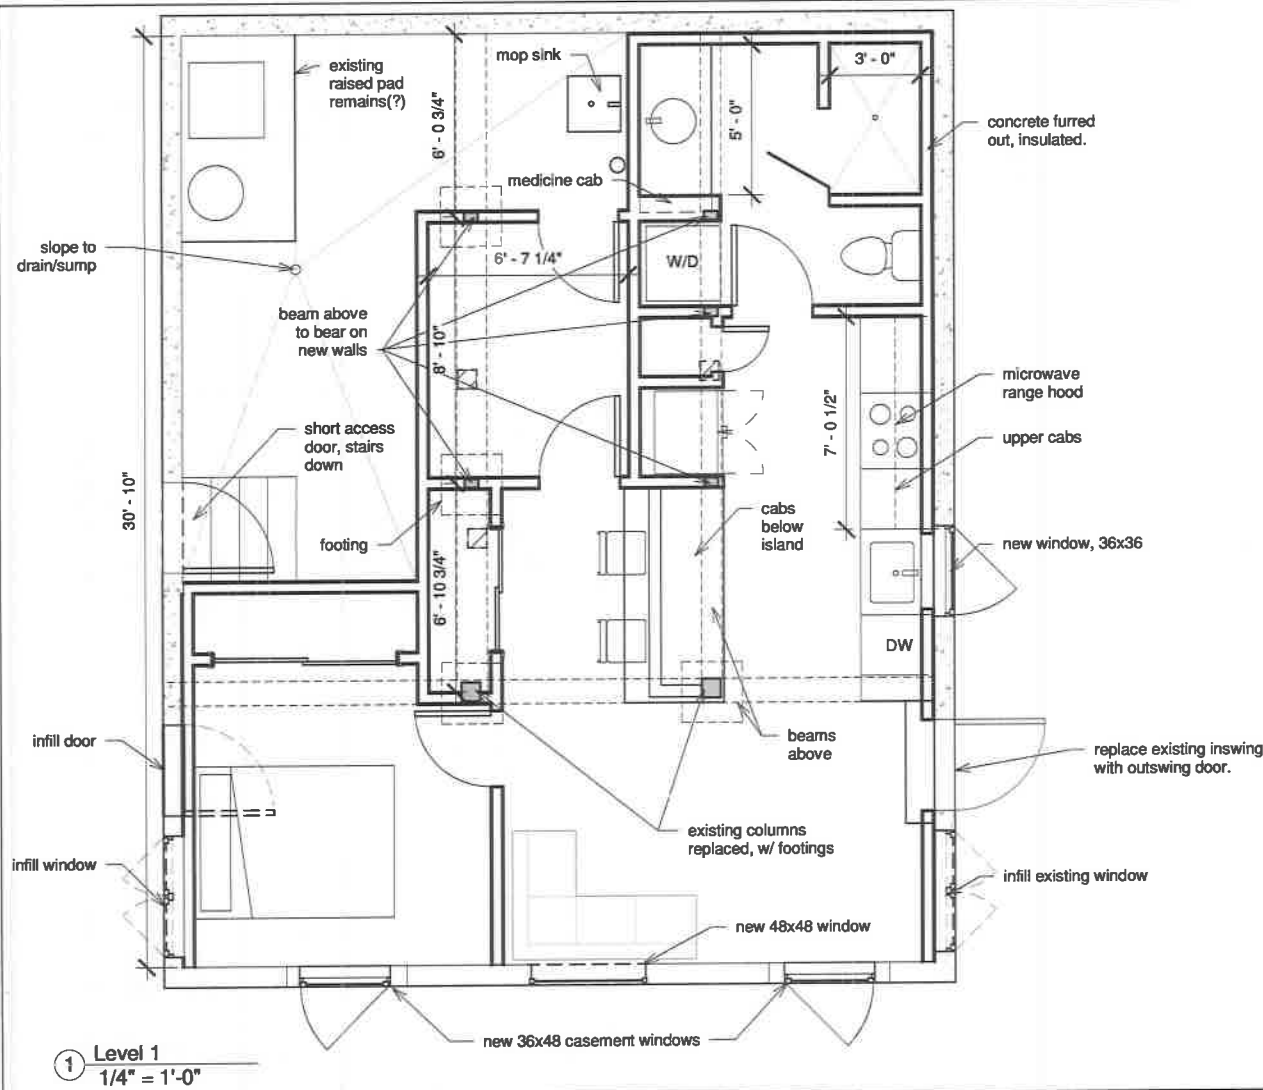 mop sink
existing
raised pad
remains(?)
3' - 0"
6' - 0 3/4"
5' - 0"
concrete furred
out, insulated.
medicine cab
slope to
drain/sump
6' - 7 1/4"
W/D
beam above
to bear on
new walls
8' - 10"
microwave
range hood
7' - 0 1/2"
upper cabs
short access
door, stairs
down
30' - 10"
cabs
below
island
footing
new window, 36x36
6' - 10 3/4"
DW
infill door
beams
above
replace existing inswing
with outswing door.
existing columns
replaced, w/ footings
infill window
infill existing window
new 48x48 window
new 36x48 casement windows
1
Level 1
1/4" = 1'-0"